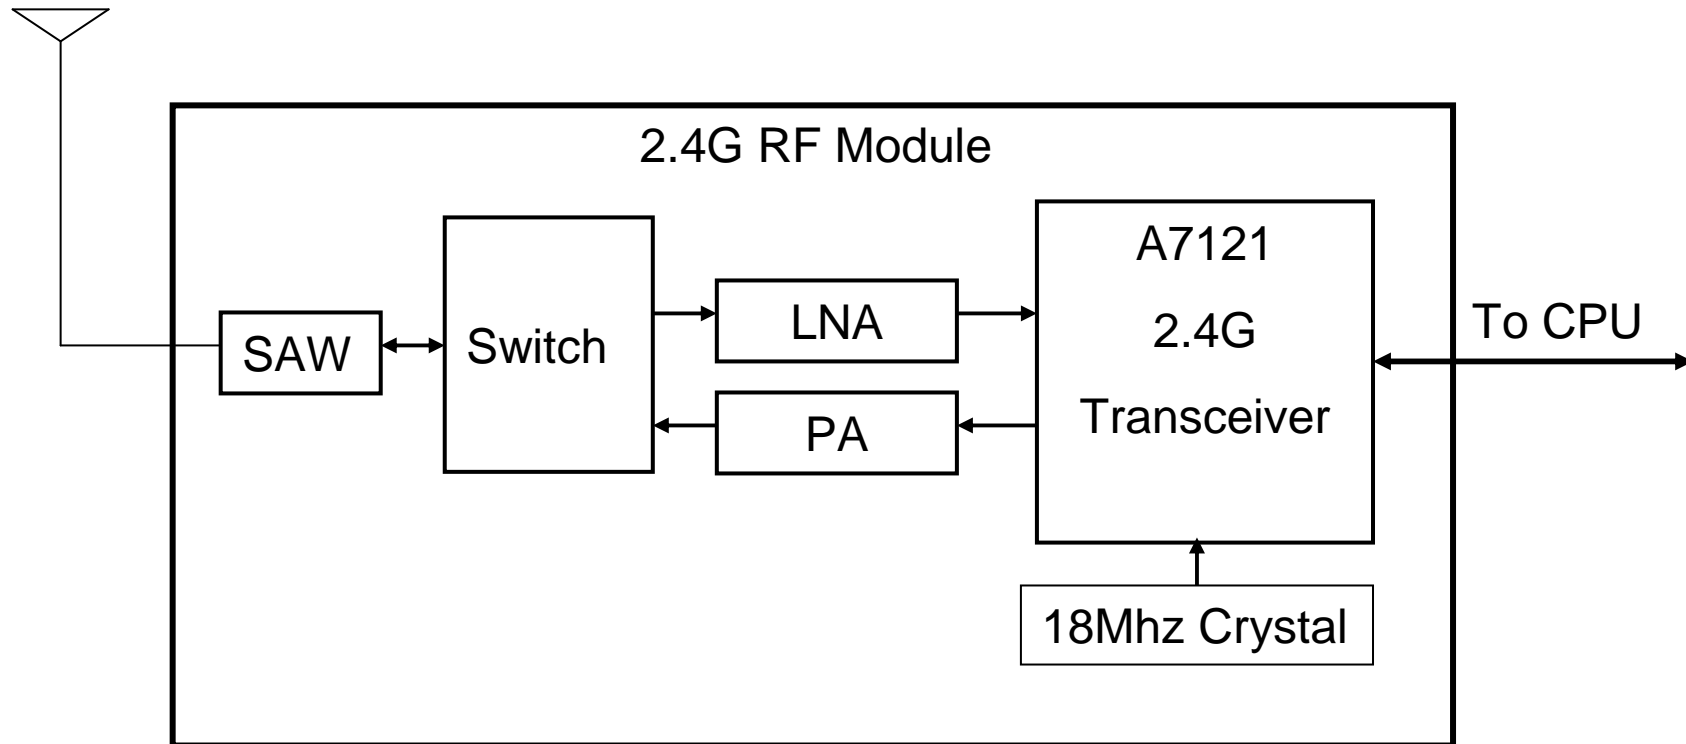 2.4G RF Module
SAW
Switch
LNA
PA
A7121
2.4G
Transceiver
To CPU
18Mhz Crystal